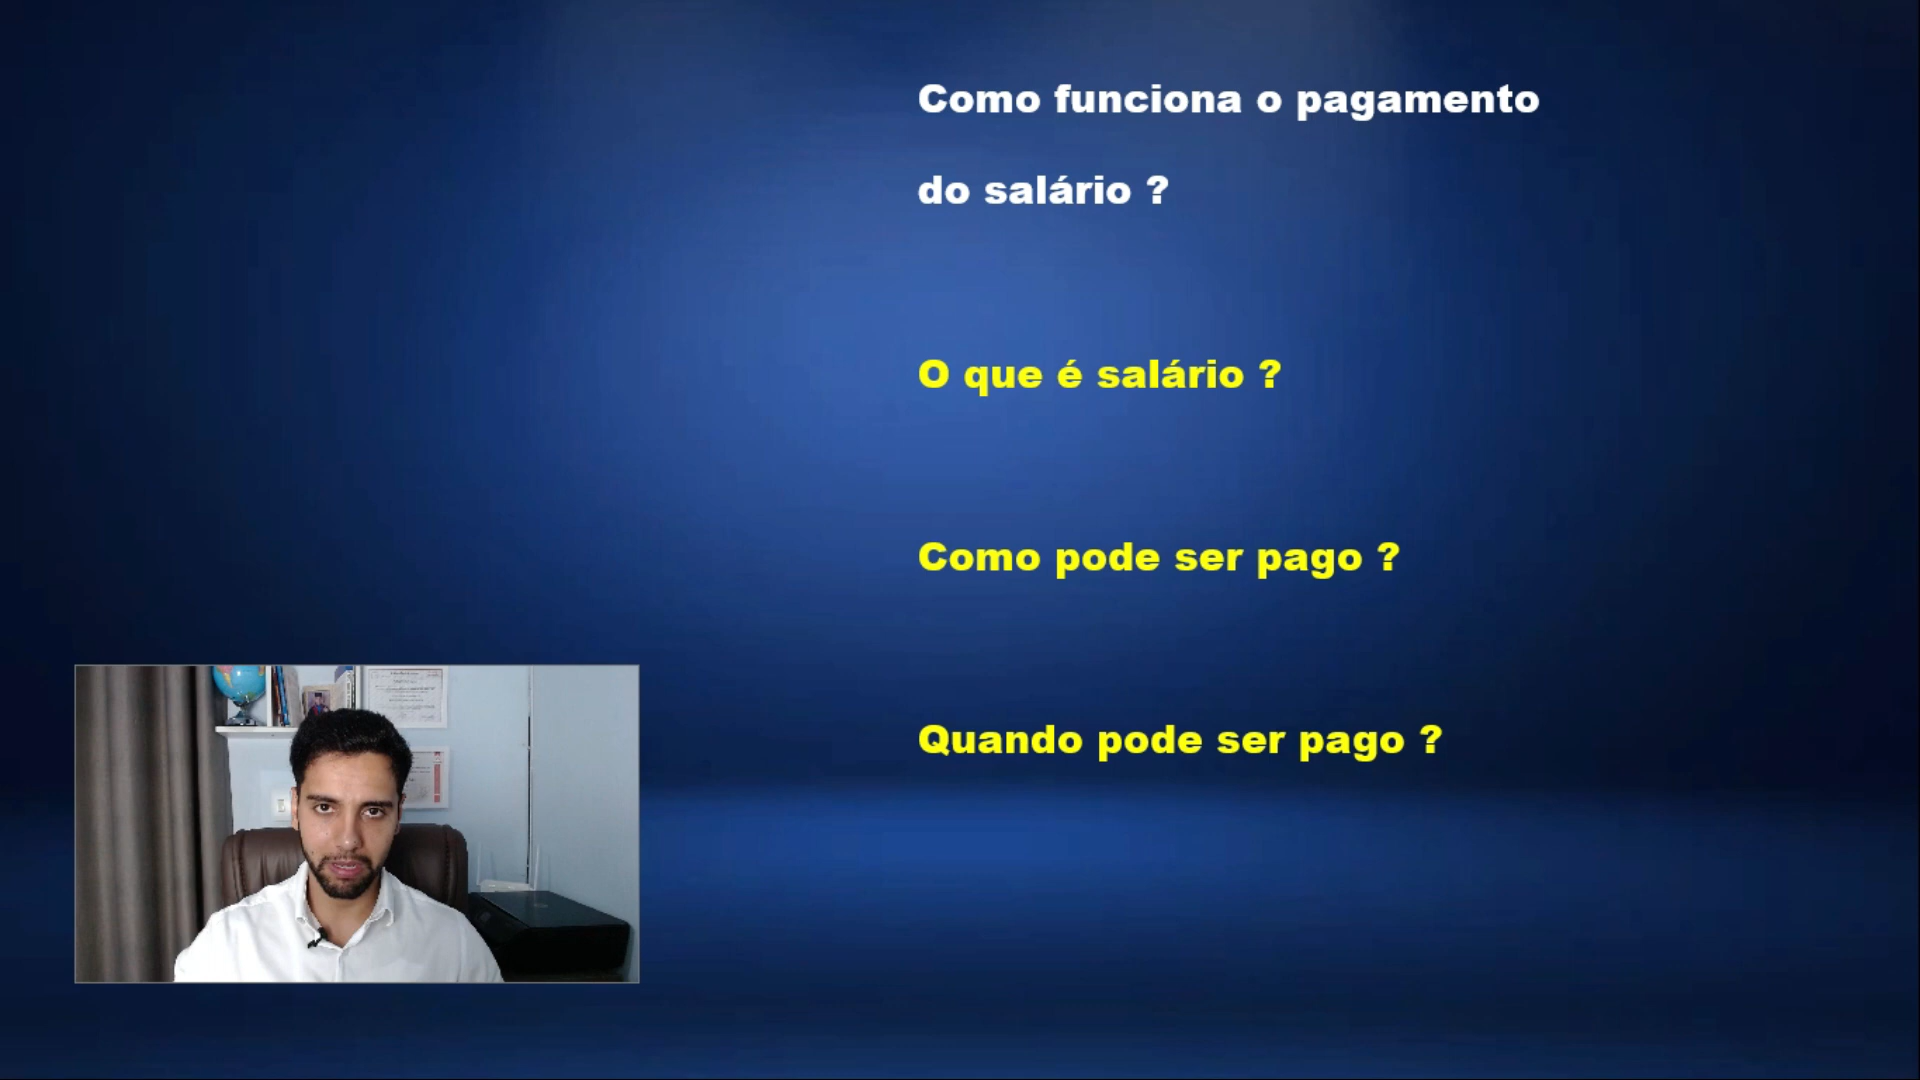 Como funciona o pagamento
do salário ?
O que é salário ?
Como pode ser pago ?
Quando pode ser pago ?